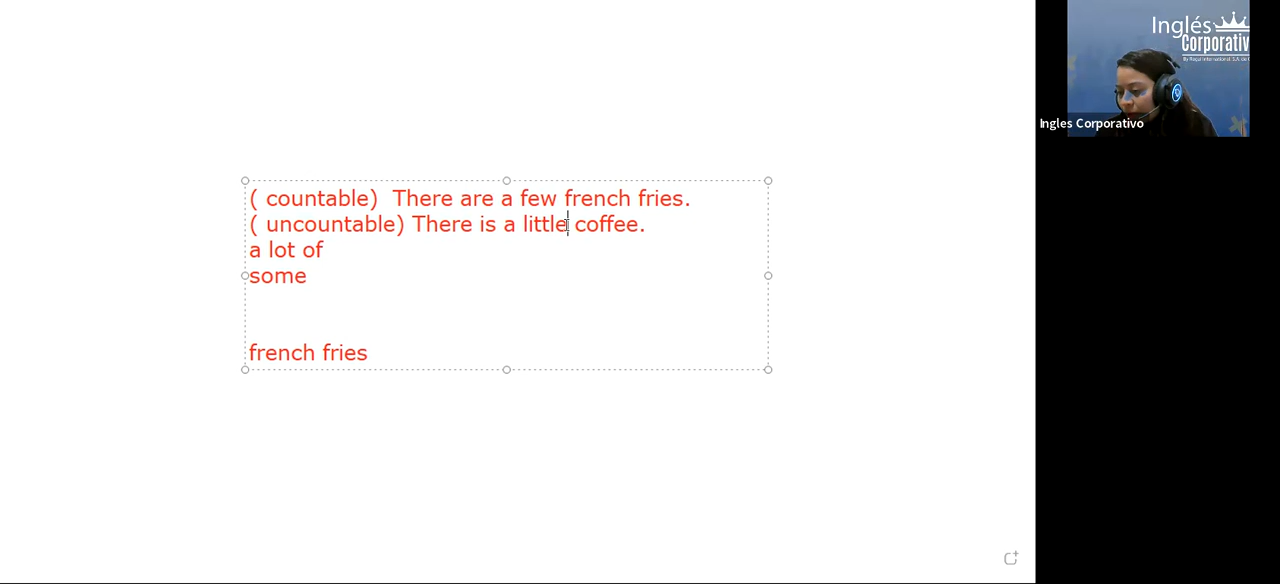 ( countable)  There are a few french fries.
( uncountable) There is a little coffee.
a lot of
some
french fries
Inglés
Corporativ
Ingles Corporativo